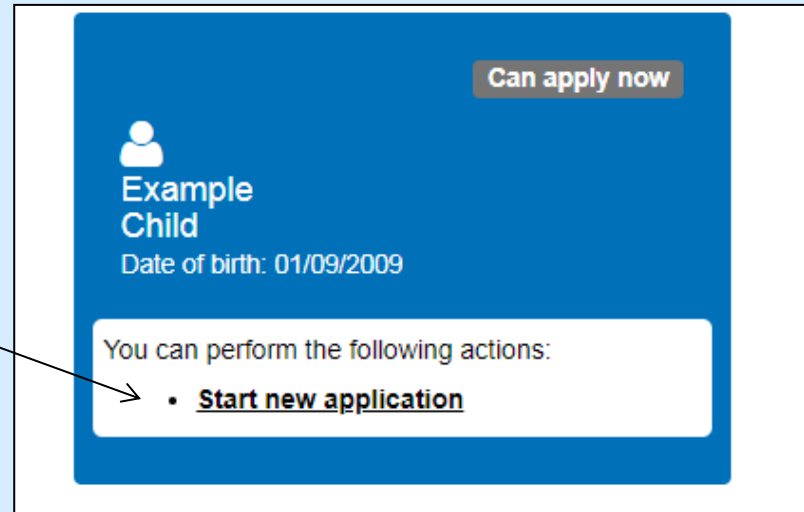 Can apply now
Example
Child
Date of birth: 01/09/2009
You can perform the following actions:
• Start new application